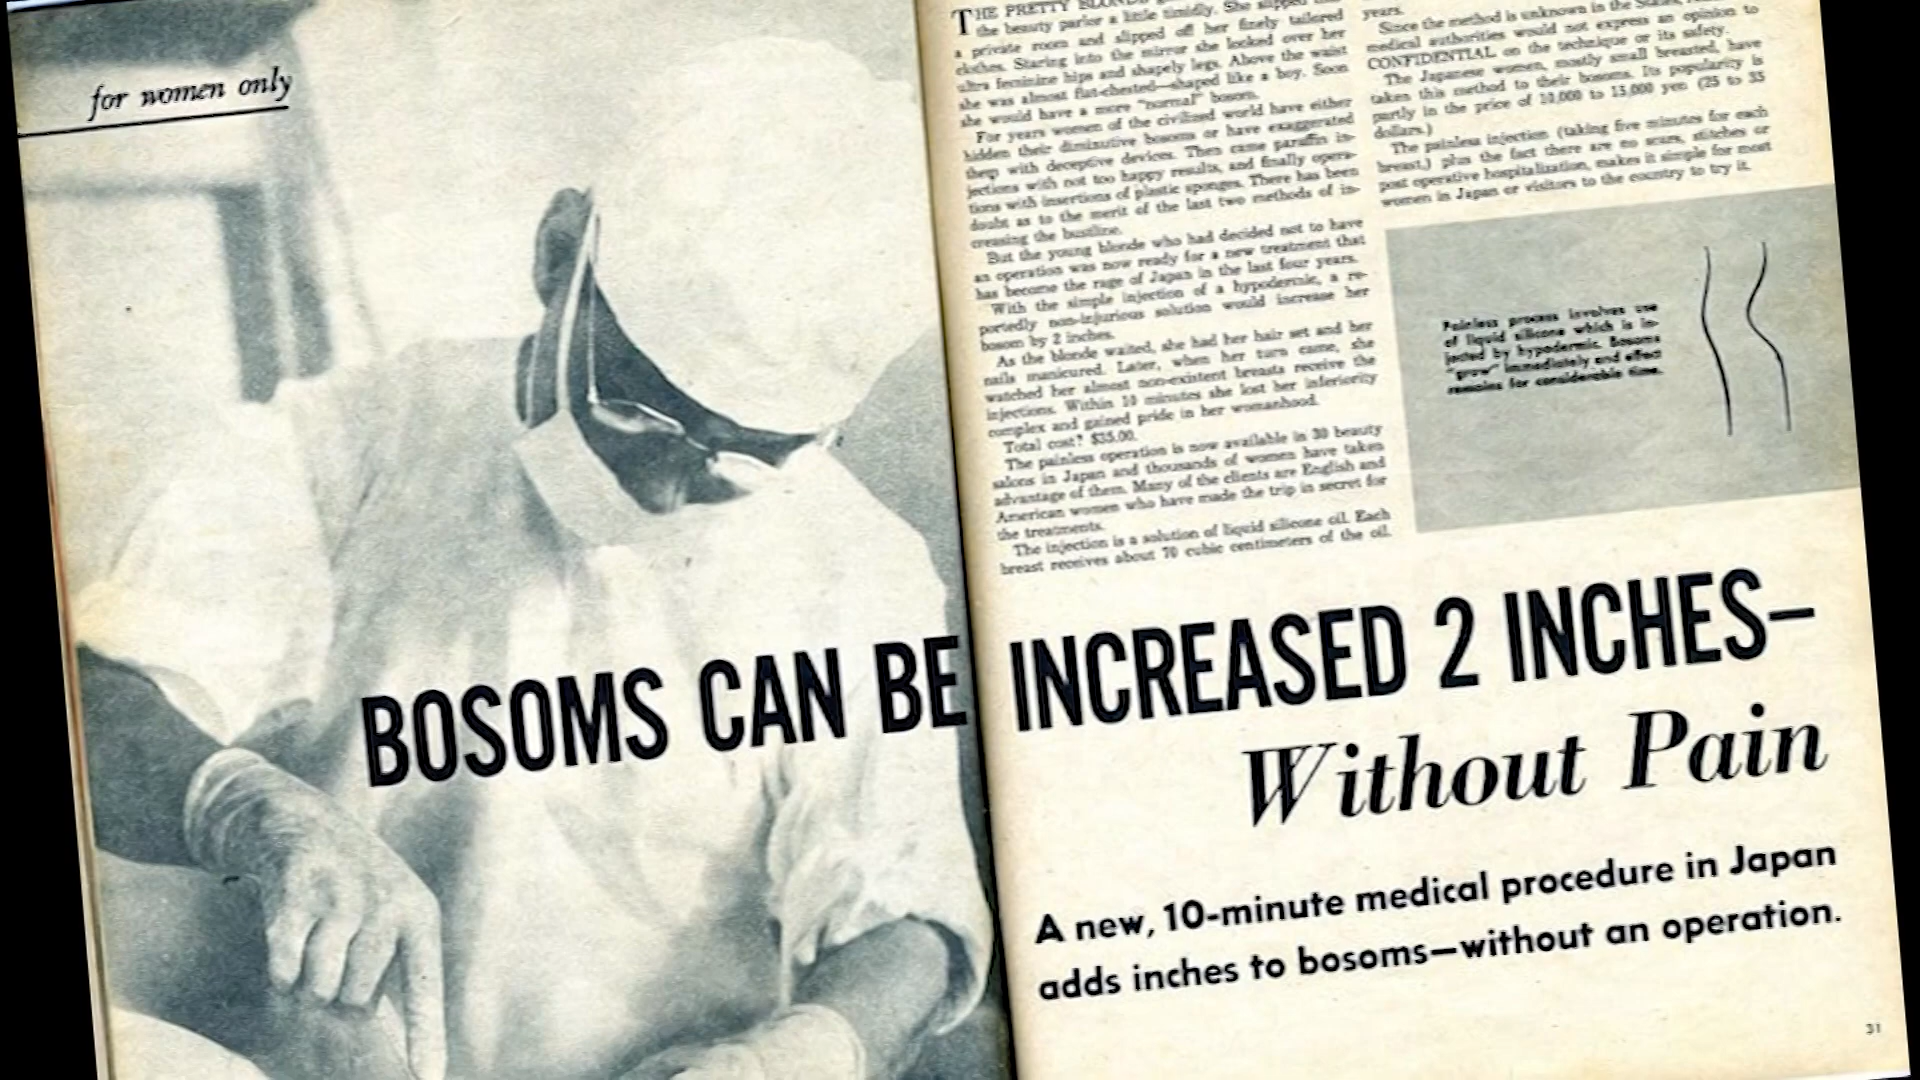 for women only
THE PRETTY
the beauty parlor a little timidly. She slipped
a private room and slipped off her finely tailored
clothes. Staring into the mirror she looked over her
ultra feminine hips and shapely legs. Above the waist
she was almost flat-chested—shaped like a boy. Soon
she would have a more "normal" bosom.
For years women of the civilized world have either
hidden their diminutive bosoms or have exaggerated
them with deceptive devices. Then came paraffin in-
jections with not too happy results, and finally opera-
tions with insertions of plastic sponges. There has been
doubt as to the merit of the last two methods of in-
creasing the bustline.
But the young blonde who had decided not to have
an operation was now ready for a new treatment that
has become the rage of Japan in the last four years.
With the simple injection of a hypodermic, a re-
portedly non-injurious solution would increase her
bosom by 2 inches.
As the blonde waited, she had her hair set and her
nails manicured. Later, when her turn came, she
watched her almost non-existent breasts receive the
injections. Within 10 minutes she lost her inferiority
complex and gained pride in her womanhood.
Total cost? $35.00.
The painless operation is now available in 30 beauty
salons in Japan and thousands of women have taken
advantage of them. Many of the clients are English and
American women who have made the trip in secret for
the treatments.
The injection is a solution of liquid silicone oil. Each
breast receives about 70 cubic centimeters of the oil.
years.
Since the method is unknown in the States,
medical authorities would not express an opinion to
CONFIDENTIAL on the technique or its safety.
The Japanese women, mostly small breasted, have
taken this method to their bosoms. Its popularity is
partly in the price of 10,000 to 13,000 yen (25 to 35
dollars.)
The painless injection (taking five minutes for each
breast,) plus the fact there are no scars, stitches or
post operative hospitalization, makes it simple for most
women in Japan or visitors to the country to try it.
Painless process involves use
of liquid silicone which is in-
jected by hypodermic. Bosoms
"grow" immediately and effect
remains for considerable time.
BOSOMS CAN BE INCREASED 2 INCHES—
Without Pain
A new, 10-minute medical procedure in Japan
adds inches to bosoms—without an operation.
31